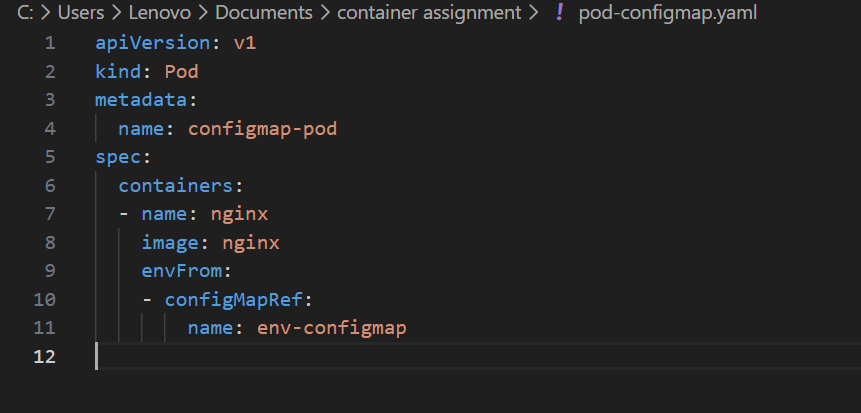 C: > Users > Lenovo > Documents > container assignment > ! pod-configmap.yaml
1 apiVersion: v1
2 kind: Pod
3 metadata:
4   name: configmap-pod
5 spec:
6   containers:
7   - name: nginx
8     image: nginx
9     envFrom:
10     - configMapRef:
11         name: env-configmap
12